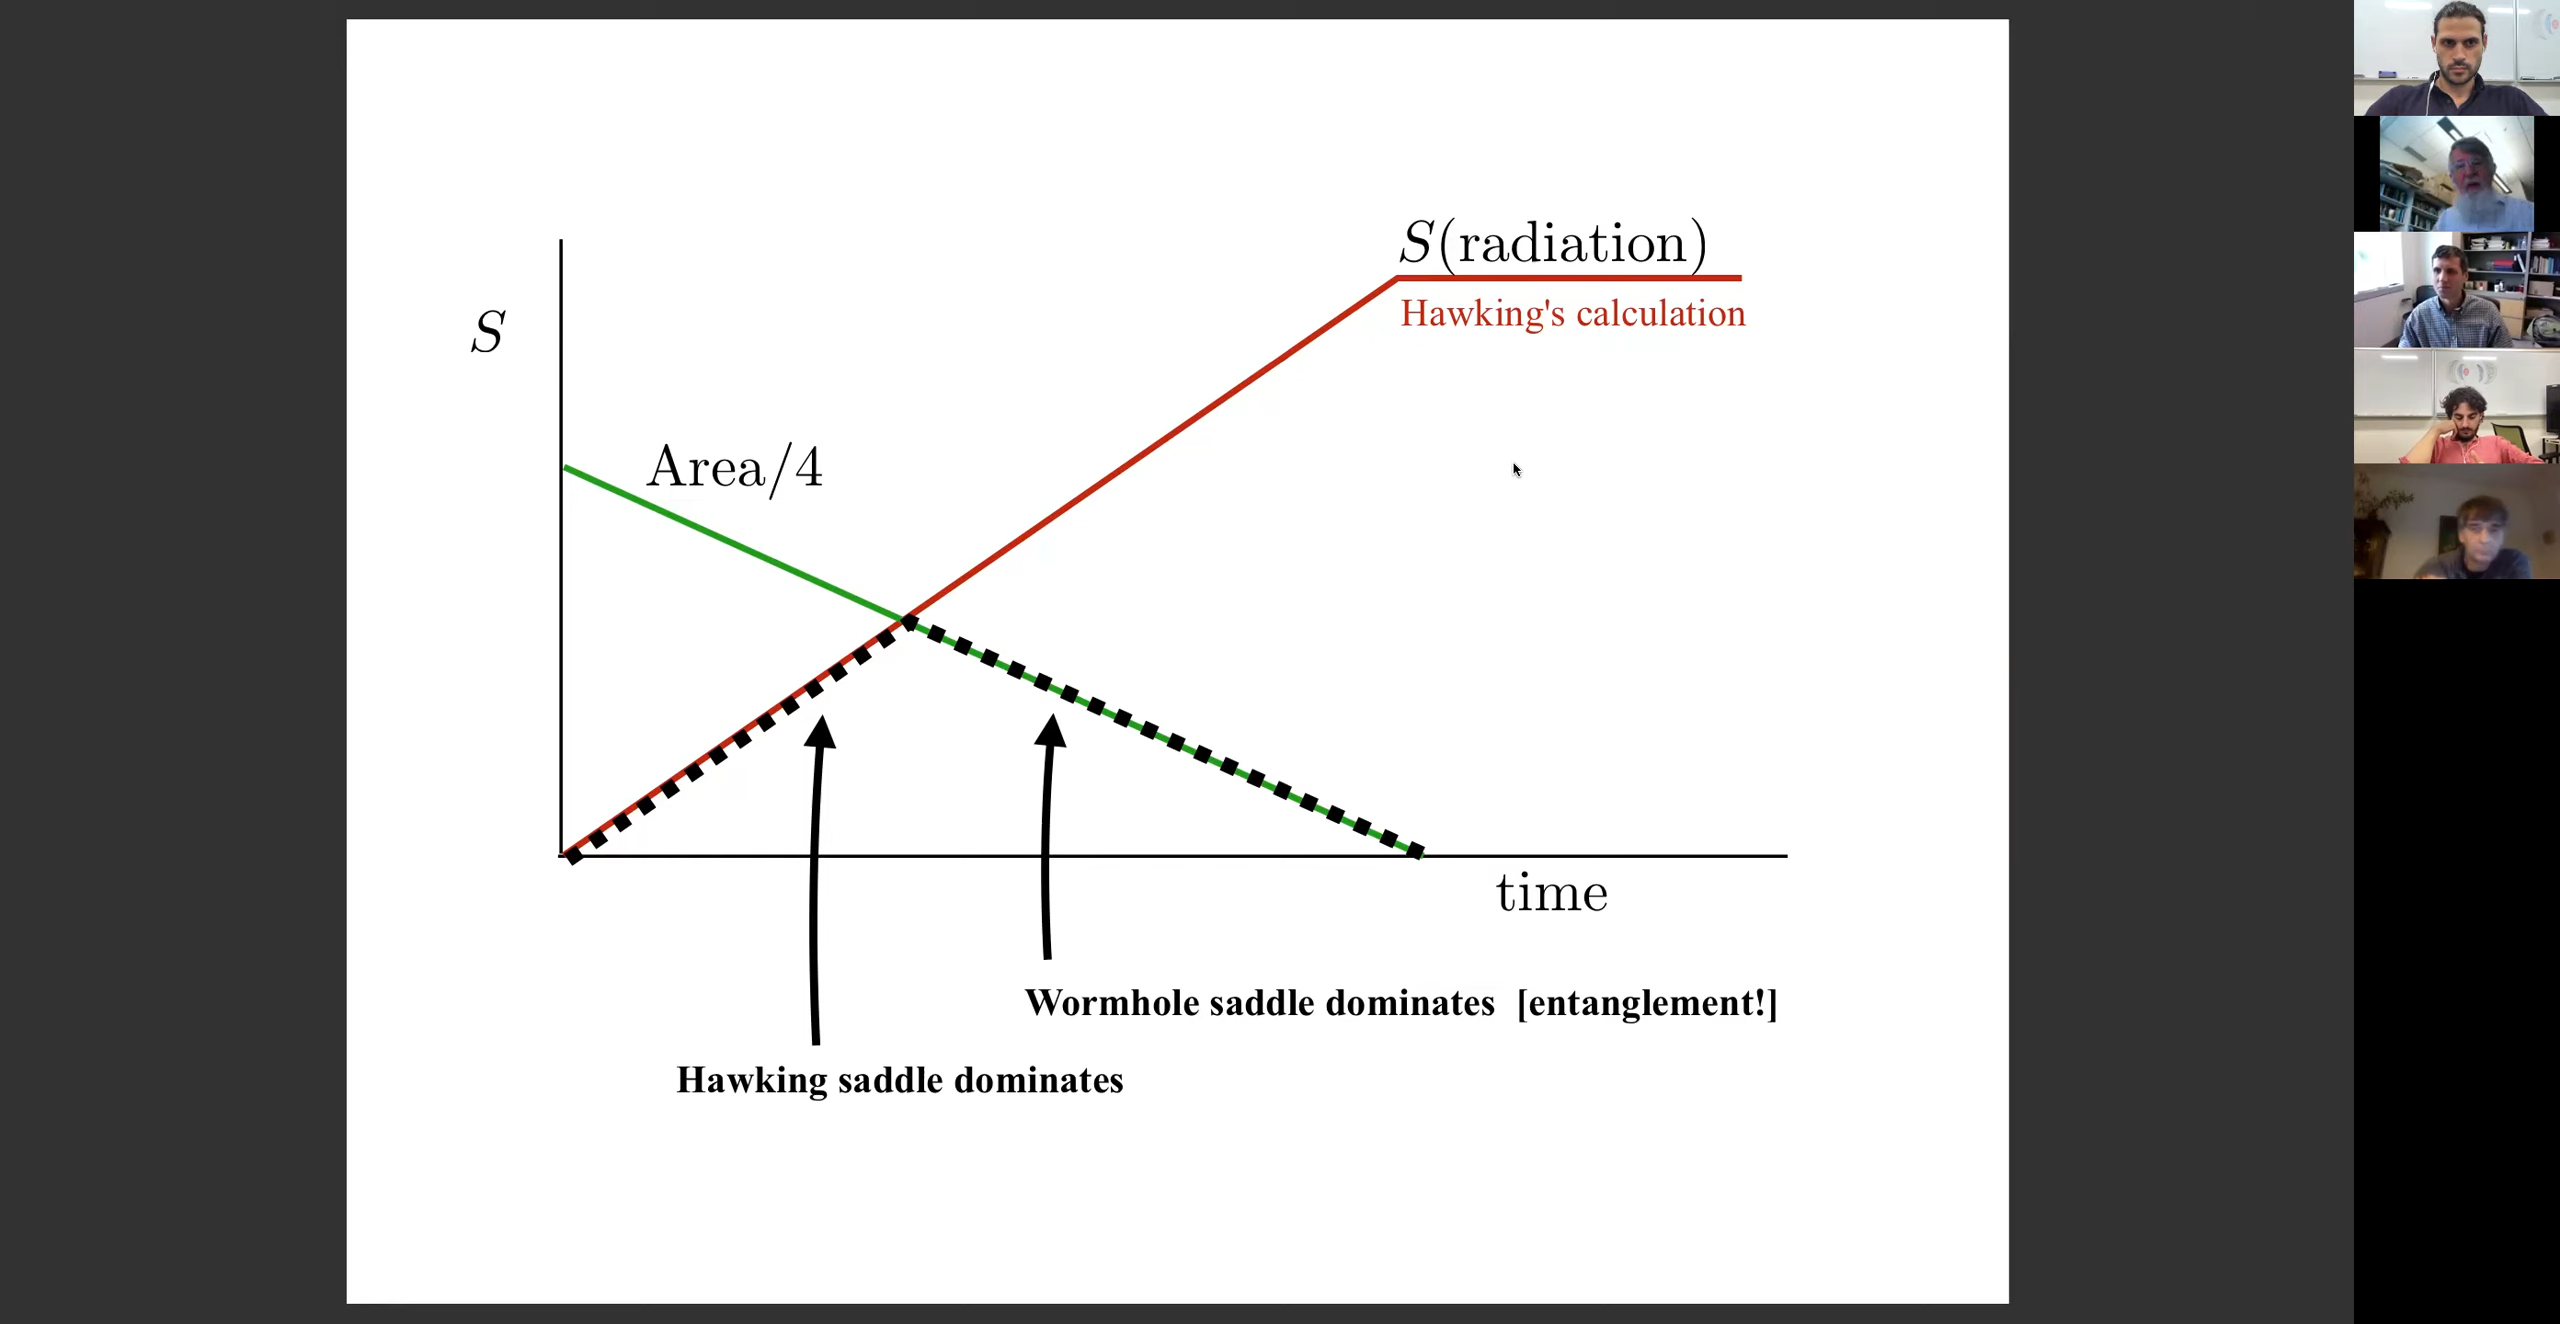 S(radiation)
Hawking's calculation
S
Area/4
time
Wormhole saddle dominates [entanglement!]
Hawking saddle dominates